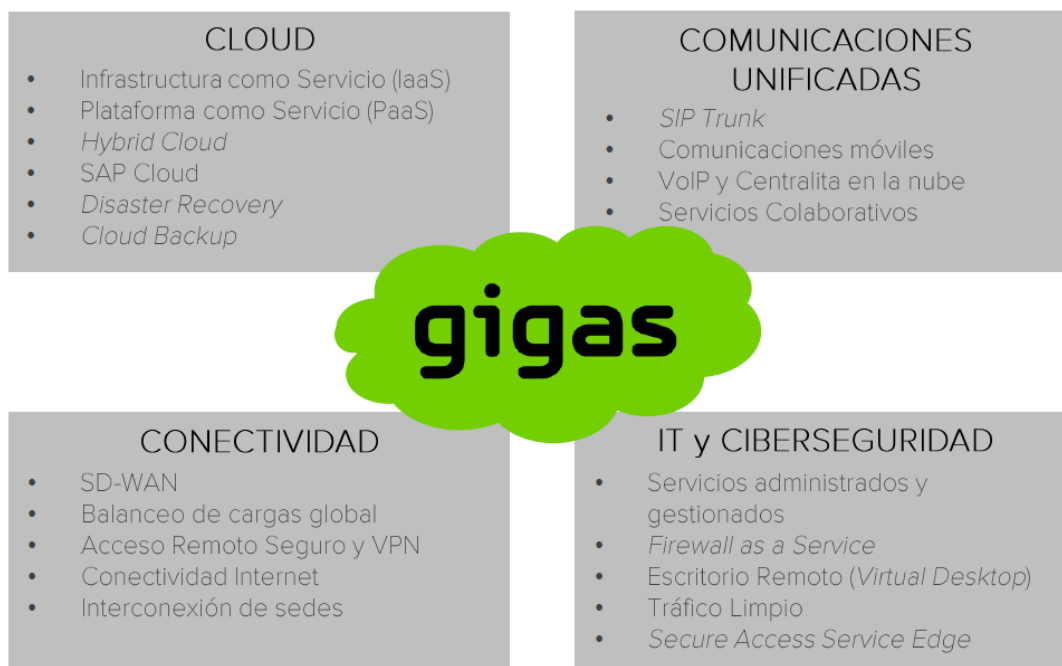 CLOUD
• Infrastructura como Servicio (IaaS)
• Plataforma como Servicio (PaaS)
• Hybrid Cloud
• SAP Cloud
• Disaster Recovery
• Cloud Backup
COMUNICACIONES
UNIFICADAS
• SIP Trunk
• Comunicaciones móviles
• VoIP y Centralita en la nube
• Servicios Colaborativos
gigas
CONECTIVIDAD
• SD-WAN
• Balanceo de cargas global
• Acceso Remoto Seguro y VPN
• Conectividad Internet
• Interconexión de sedes
IT y CIBERSEGURIDAD
• Servicios administrados y
gestionados
• Firewall as a Service
• Escritorio Remoto (Virtual Desktop)
• Tráfico Limpio
• Secure Access Service Edge